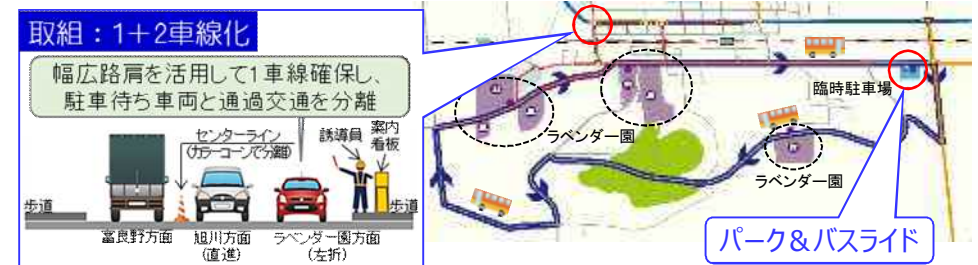 取組：1＋2車線化
幅広路肩を活用して1車線確保し、
駐車待ち車両と通過交通を分離
センターライン
(カラーコーンで分離)
誘導員
案内
看板
歩道
歩道
富良野方面
旭川方面
(直進)
ラベンダー園方面
(左折)
ラベンダー園
ラベンダー園
臨時駐車場
パーク＆バスライド